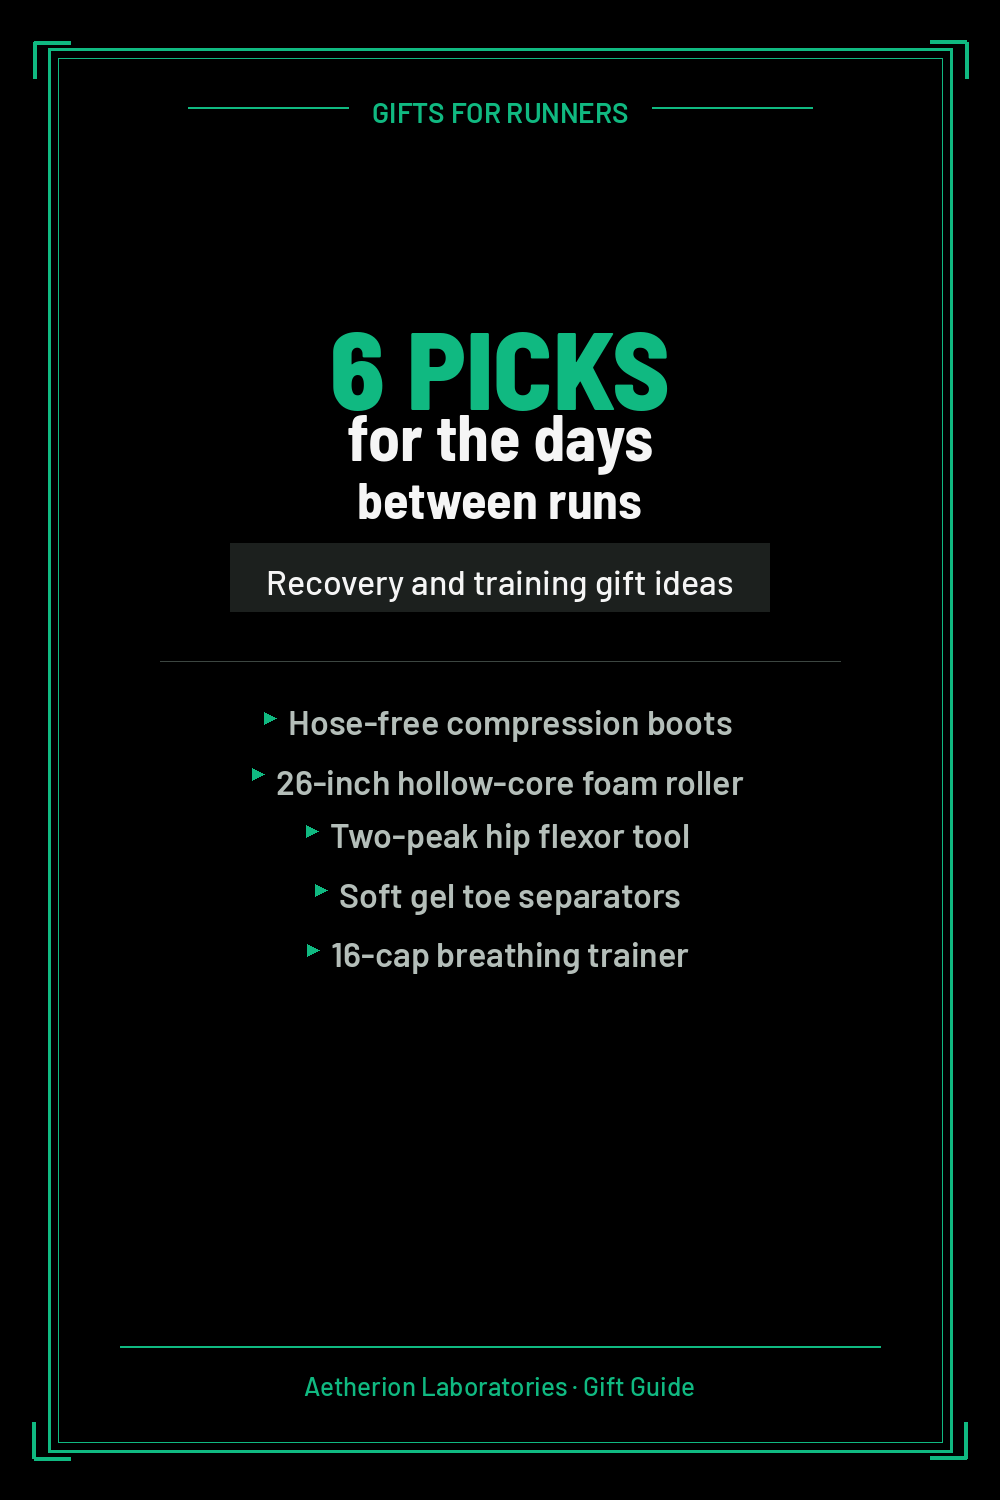 GIFTS FOR RUNNERS
6 PICKS
for the days
between runs
Recovery and training gift ideas
Hose-free compression boots
26-inch hollow-core foam roller
Two-peak hip flexor tool
Soft gel toe separators
16-cap breathing trainer
Aetherion Laboratories · Gift Guide